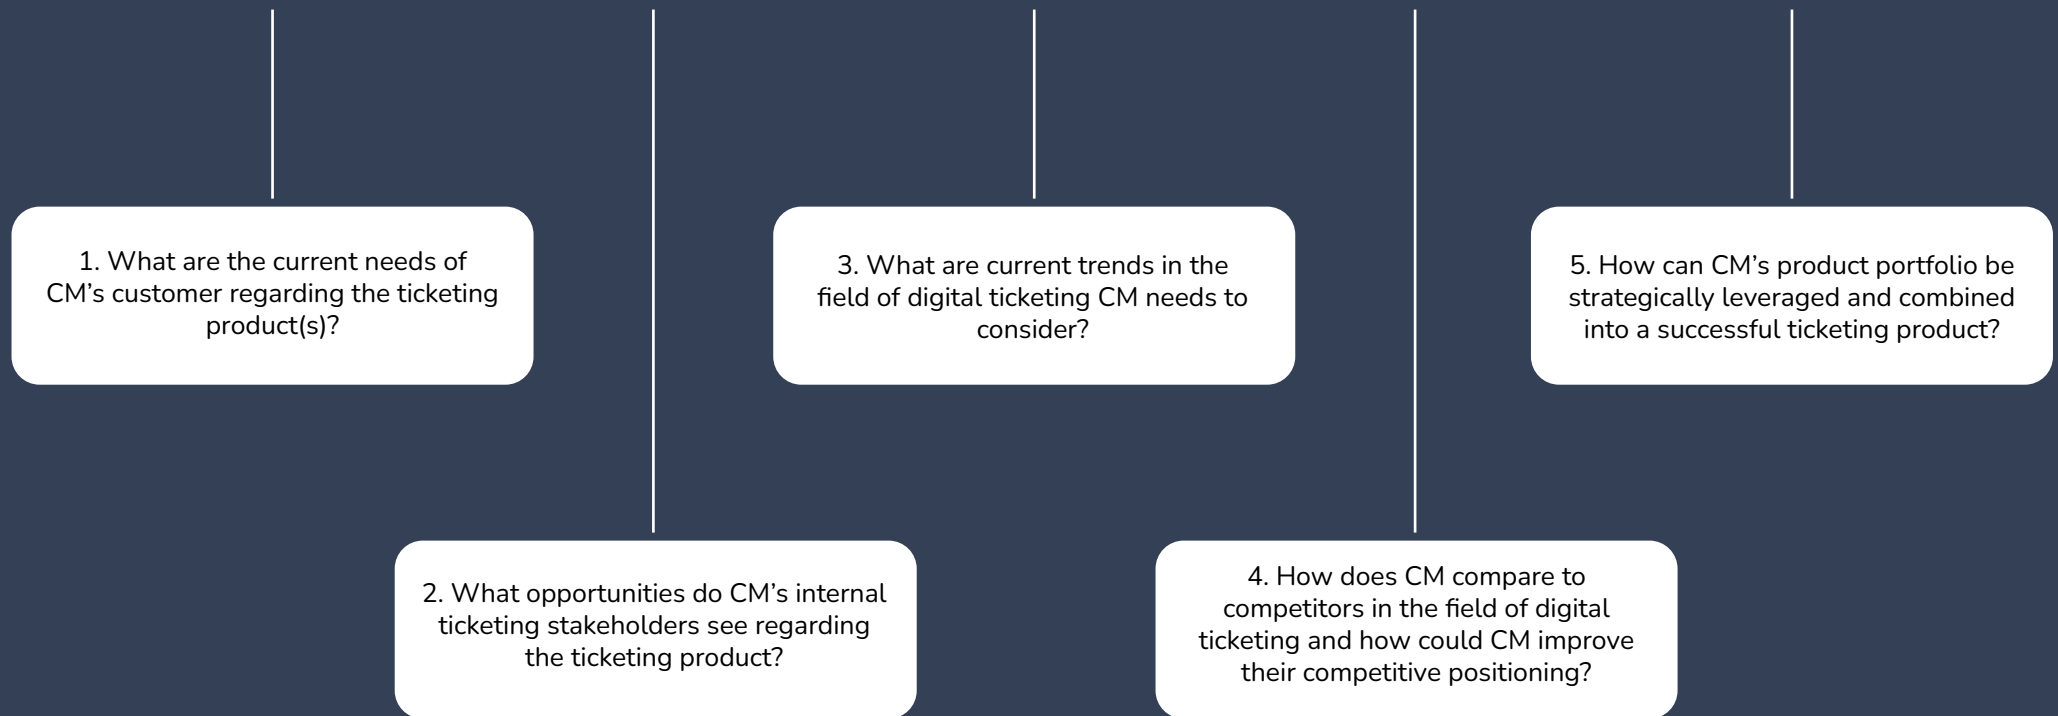 1. What are the current needs of
CM’s customer regarding the ticketing
product(s)?
2. What opportunities do CM’s internal
ticketing stakeholders see regarding
the ticketing product?
3. What are current trends in the
field of digital ticketing CM needs to
consider?
4. How does CM compare to
competitors in the field of digital
ticketing and how could CM improve
their competitive positioning?
5. How can CM’s product portfolio be
strategically leveraged and combined
into a successful ticketing product?